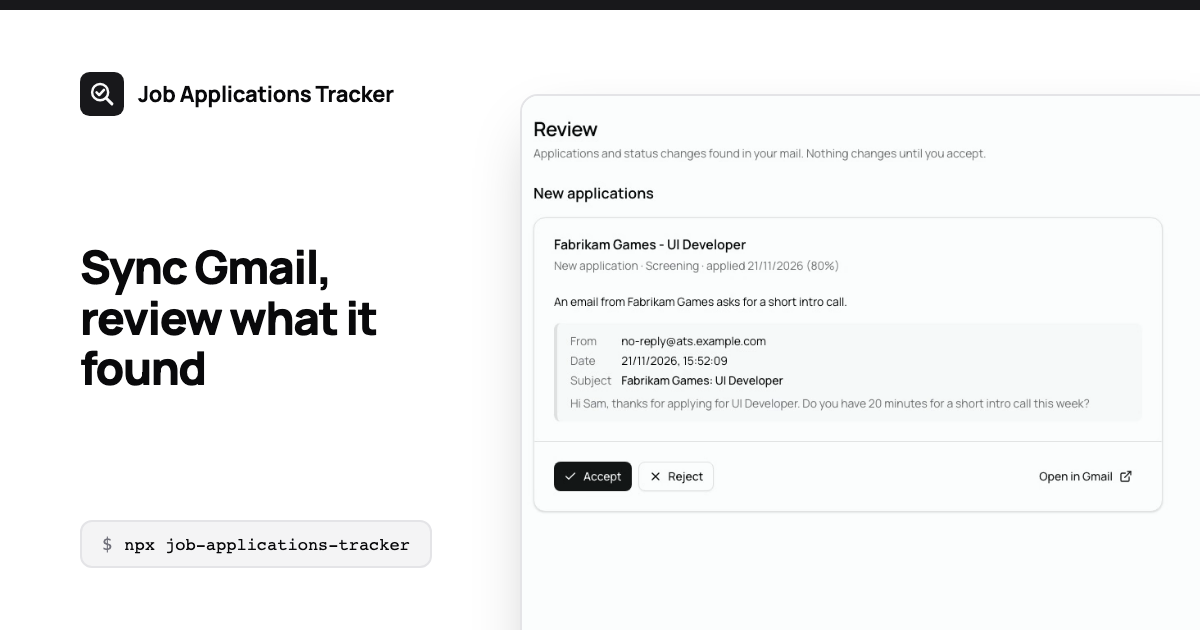 Job Applications Tracker
Sync Gmail,
review what it
found
$ npx job-applications-tracker
Review
Applications and status changes found in your mail. Nothing changes until you accept.
New applications
Fabrikam Games - UI Developer
New application · Screening · applied 21/11/2026 (80%)
An email from Fabrikam Games asks for a short intro call.
From no-reply@ats.example.com
Date 21/11/2026, 15:52:09
Subject Fabrikam Games: UI Developer
Hi Sam, thanks for applying for UI Developer. Do you have 20 minutes for a short intro call this week?
Accept Reject Open in Gmail